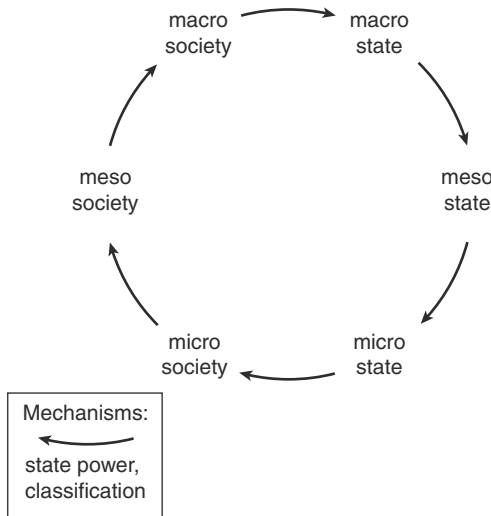 macro
society
macro
state
meso
society
meso
state
micro
society
micro
state
Mechanisms:
state power,
classification